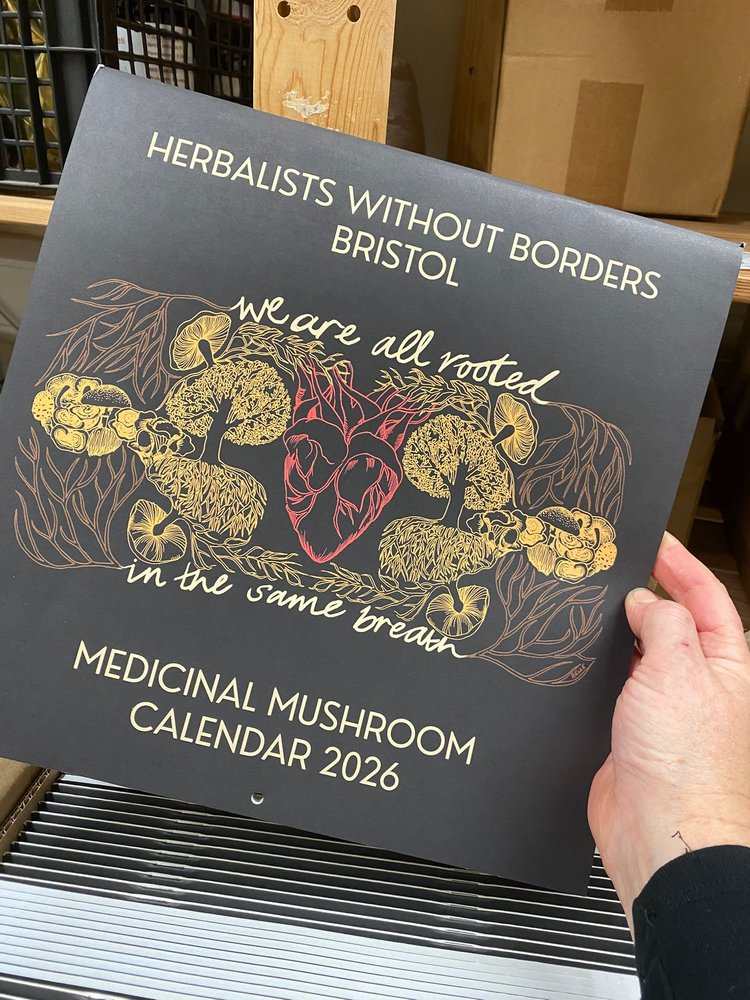 HERBALISTS WITHOUT BORDERS
BRISTOL
we are all rooted
in the same breath
MEDICINAL MUSHROOM
CALENDAR 2026